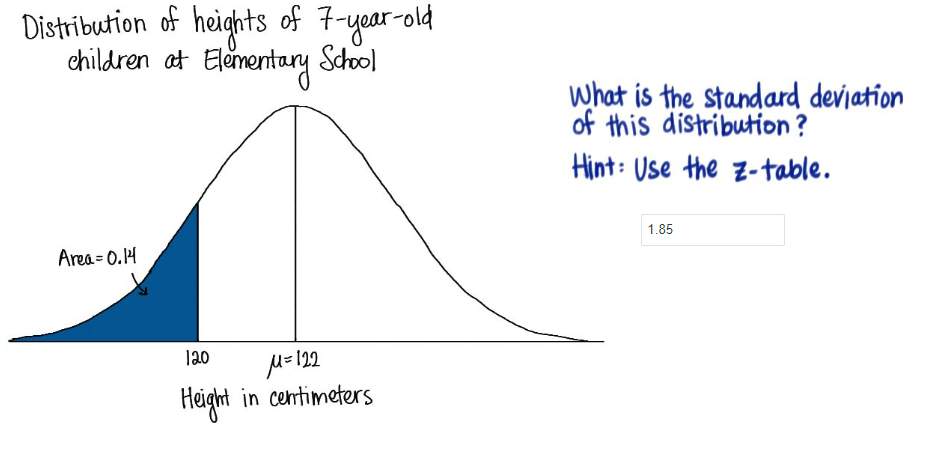 Distribution of heights of 7-year-old
children at Elementary School
What is the standard deviation
of this distribution?
Hint: Use the z-table.
1.85
Area=0.14
120
μ=122
Height in centimeters